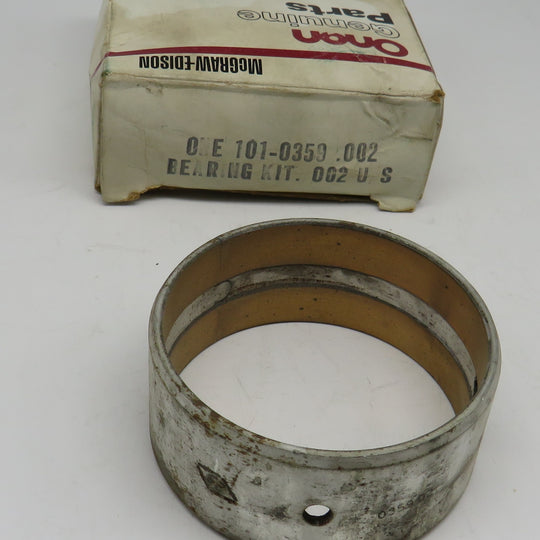 Onan
Genuine
Parts
McGRAW-EDISON
ONE 101-0359 .002
BEARING KIT. 002 U/S